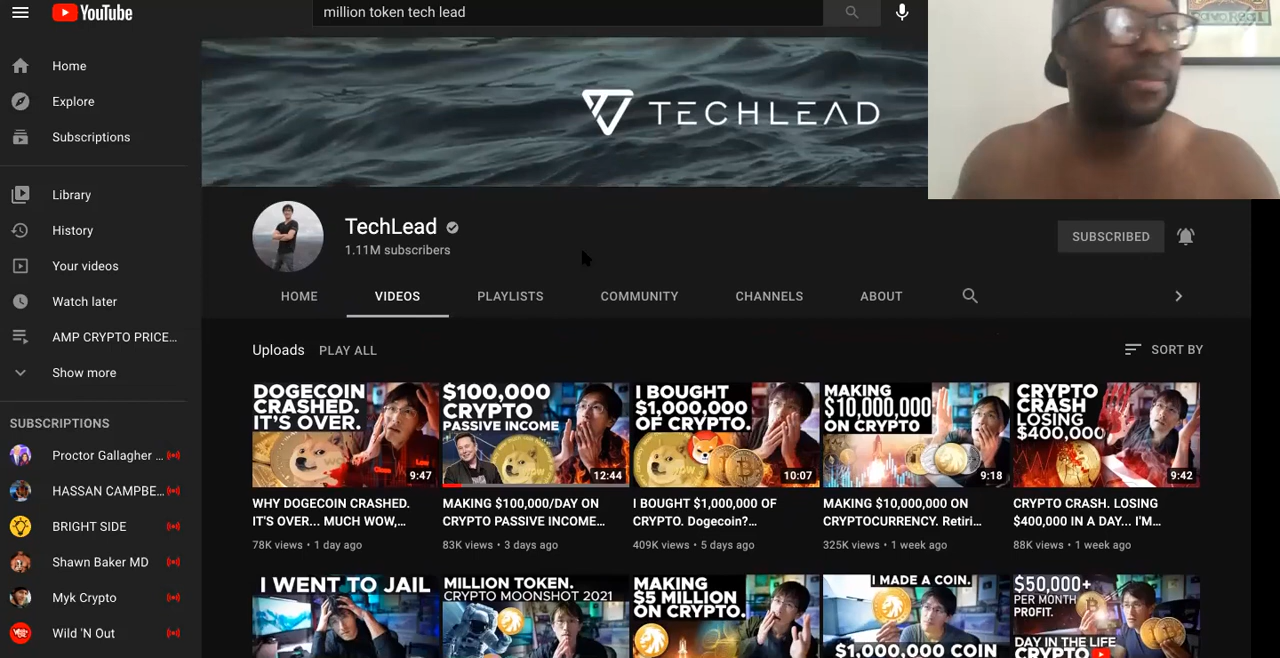 YouTube
million token tech lead
Home
Explore
Subscriptions
Library
History
Your videos
Watch later
AMP CRYPTO PRICE...
Show more
SUBSCRIPTIONS
Proctor Gallagher ...
HASSAN CAMPBE...
BRIGHT SIDE
Shawn Baker MD
Myk Crypto
Wild 'N Out
TECHLEAD
TechLead
1.11M subscribers
SUBSCRIBED
HOME
VIDEOS
PLAYLISTS
COMMUNITY
CHANNELS
ABOUT
Uploads
PLAY ALL
SORT BY
DOGECOIN
CRASHED.
IT'S OVER.
9:47
WHY DOGECOIN CRASHED.
IT'S OVER... MUCH WOW,...
78K views • 1 day ago
$100,000
CRYPTO
PASSIVE INCOME
WOW
12:44
MAKING $100,000/DAY ON
CRYPTO PASSIVE INCOME...
83K views • 3 days ago
I BOUGHT
$1,000,000
OF CRYPTO.
10:07
I BOUGHT $1,000,000 OF
CRYPTO. Dogecoin?...
409K views • 5 days ago
MAKING
$10,000,000
ON CRYPTO
9:18
MAKING $10,000,000 ON
CRYPTOCURRENCY. Retiri...
325K views • 1 week ago
CRYPTO
CRASH
LOSING
$400,000
9:42
CRYPTO CRASH. LOSING
$400,000 IN A DAY... I'M...
88K views • 1 week ago
I WENT TO JAIL
MILLION TOKEN.
CRYPTO MOONSHOT 2021
MAKING
$5 MILLION
ON CRYPTO.
I MADE A COIN.
$1,000,000 COIN
$50,000+
PER MONTH
PROFIT.
DAY IN THE LIFE
CRYPTO